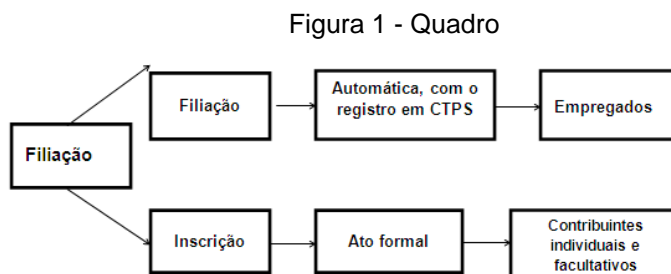 Figura 1 - Quadro
Filiação
Filiação
Automática, com o
registro em CTPS
Empregados
Inscrição
Ato formal
Contribuintes
individuais e
facultativos